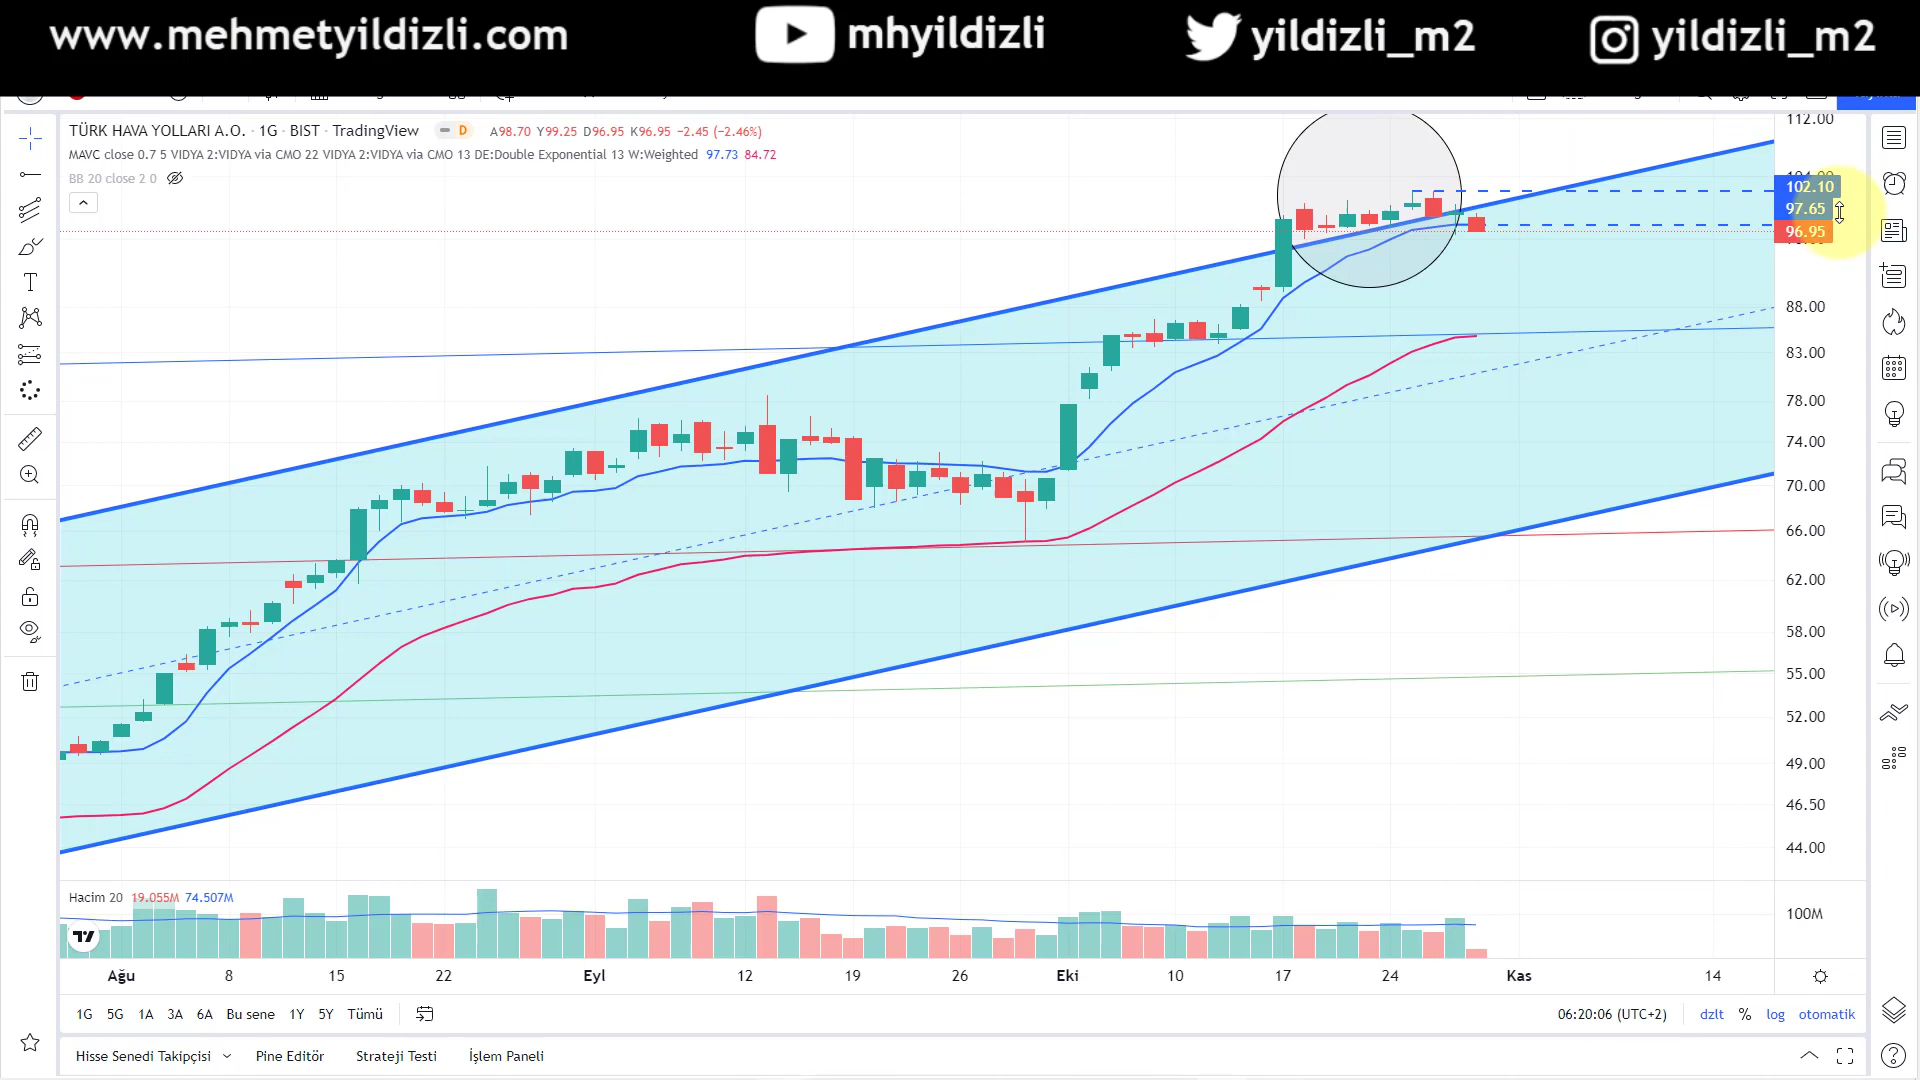 www.mehmetyildizli.com
mhyildizli
yildizli_m2
yildizli_m2
TÜRK HAVA YOLLARI A.O. · 1G · BIST · TradingView
D
A98.70 Y99.25 D96.95 K96.95 −2.45 (−2.46%)
MAVC close 0.7 5 VIDYA 2:VIDYA via CMO 22 VIDYA 2:VIDYA via CMO 13 DE:Double Exponential 13 W:Weighted 97.73 84.72
BB 20 close 2 0
112.00
102.10
97.65
96.95
88.00
83.00
78.00
74.00
70.00
66.00
62.00
58.00
55.00
52.00
49.00
46.50
44.00
Hacim 20 19.055M 74.507M
100M
Ağu 8 15 22 Eyl 12 19 26 Eki 10 17 24 Kas 14
1G 5G 1A 3A 6A Bu sene 1Y 5Y Tümü
06:20:06 (UTC+2)
dzlt % log otomatik
Hisse Senedi Takipçisi Pine Editör Strateji Testi İşlem Paneli